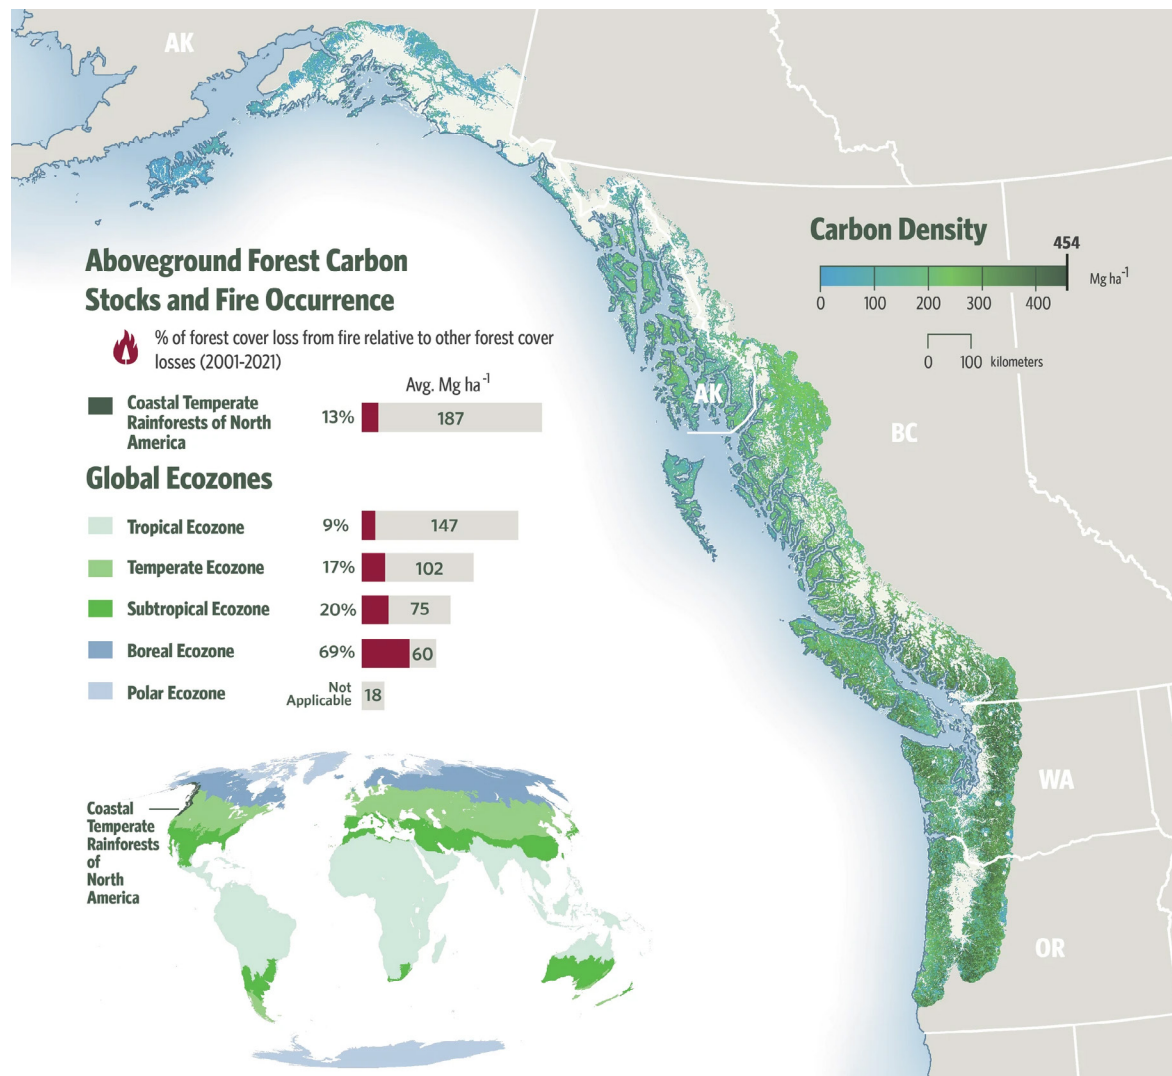 AK
Carbon Density
454
Mg ha-1
0 100 200 300 400
0 100 kilometers
Aboveground Forest Carbon
Stocks and Fire Occurrence
% of forest cover loss from fire relative to other forest cover
losses (2001-2021)
Avg. Mg ha-1
Coastal Temperate
Rainforests of North
America
13% 187
Global Ecozones
Tropical Ecozone 9% 147
Temperate Ecozone 17% 102
Subtropical Ecozone 20% 75
Boreal Ecozone 69% 60
Polar Ecozone Not
Applicable 18
AK
BC
WA
OR
Coastal
Temperate
Rainforests
of
North
America